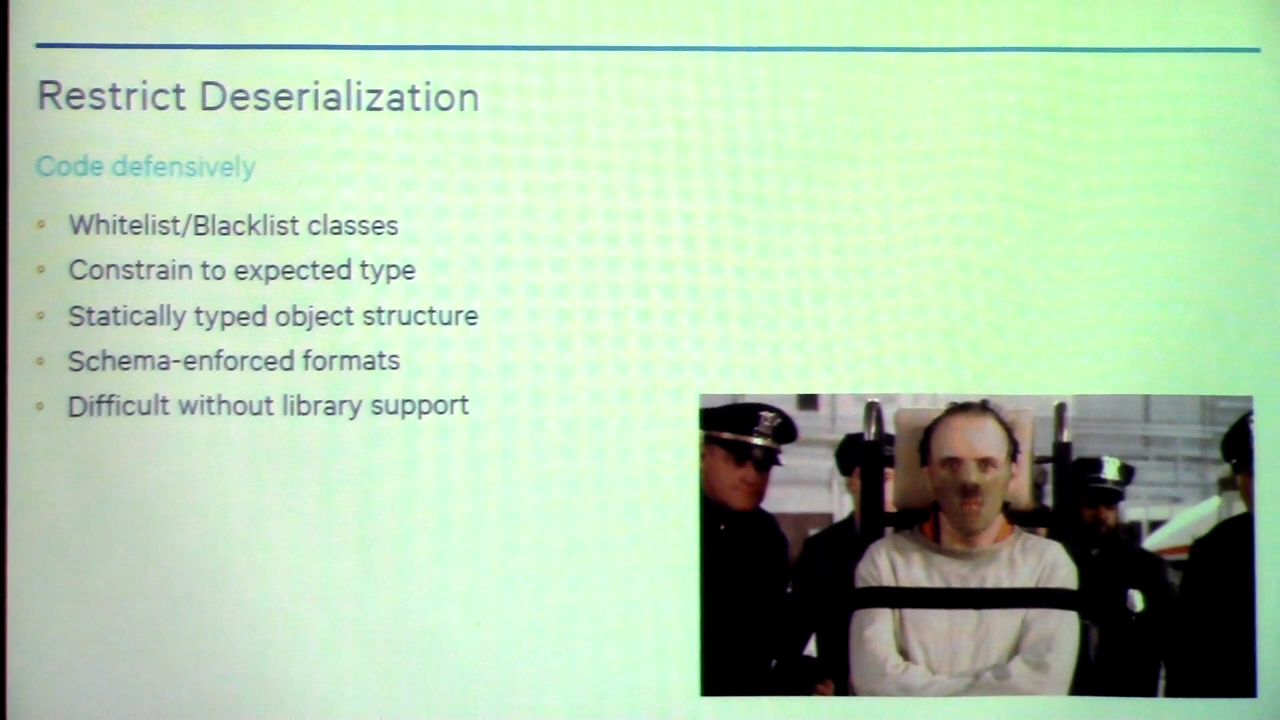 Restrict Deserialization
Code defensively
Whitelist/Blacklist classes
Constrain to expected type
Statically typed object structure
Schema-enforced formats
Difficult without library support